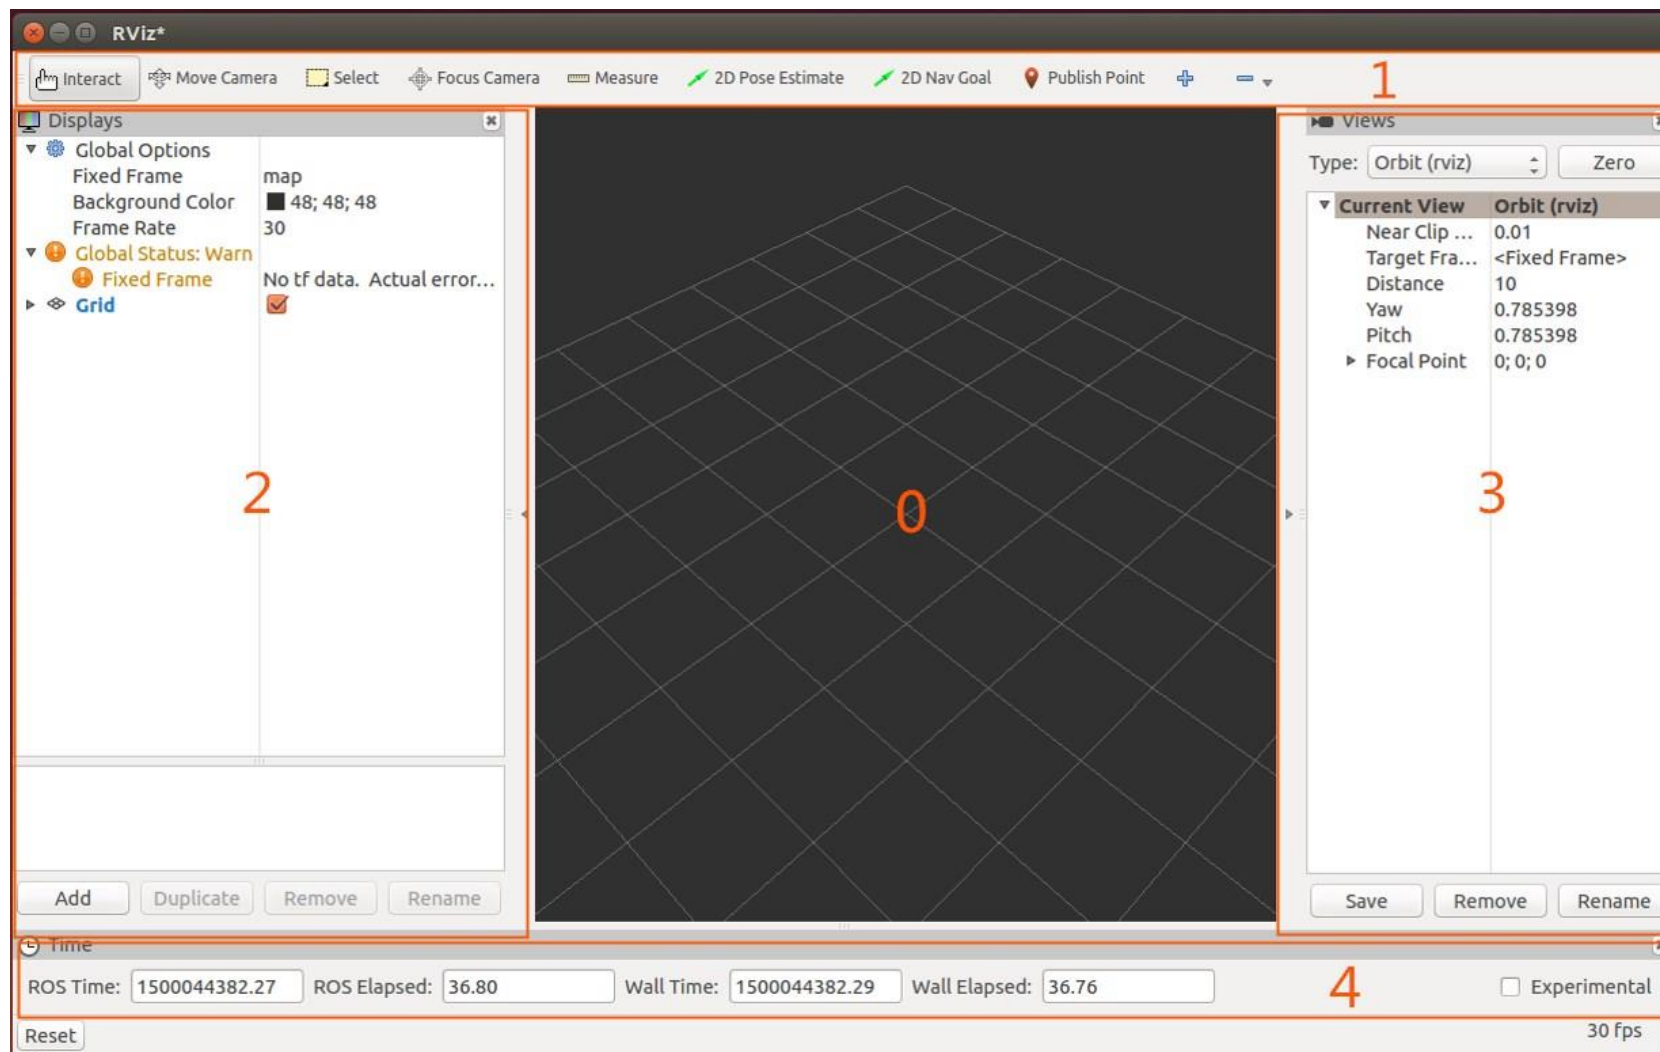 RViz*
Interact Move Camera Select Focus Camera Measure 2D Pose Estimate 2D Nav Goal Publish Point
1
Displays
Global Options
Fixed Frame map
Background Color 48; 48; 48
Frame Rate 30
Global Status: Warn
Fixed Frame No tf data. Actual error...
Grid
2
Add Duplicate Remove Rename
0
Views
Type: Orbit (rviz) Zero
Current View Orbit (rviz)
Near Clip ... 0.01
Target Fra... <Fixed Frame>
Distance 10
Yaw 0.785398
Pitch 0.785398
Focal Point 0; 0; 0
3
Save Remove Rename
Time
ROS Time: 1500044382.27 ROS Elapsed: 36.80 Wall Time: 1500044382.29 Wall Elapsed: 36.76 4 Experimental
Reset 30 fps